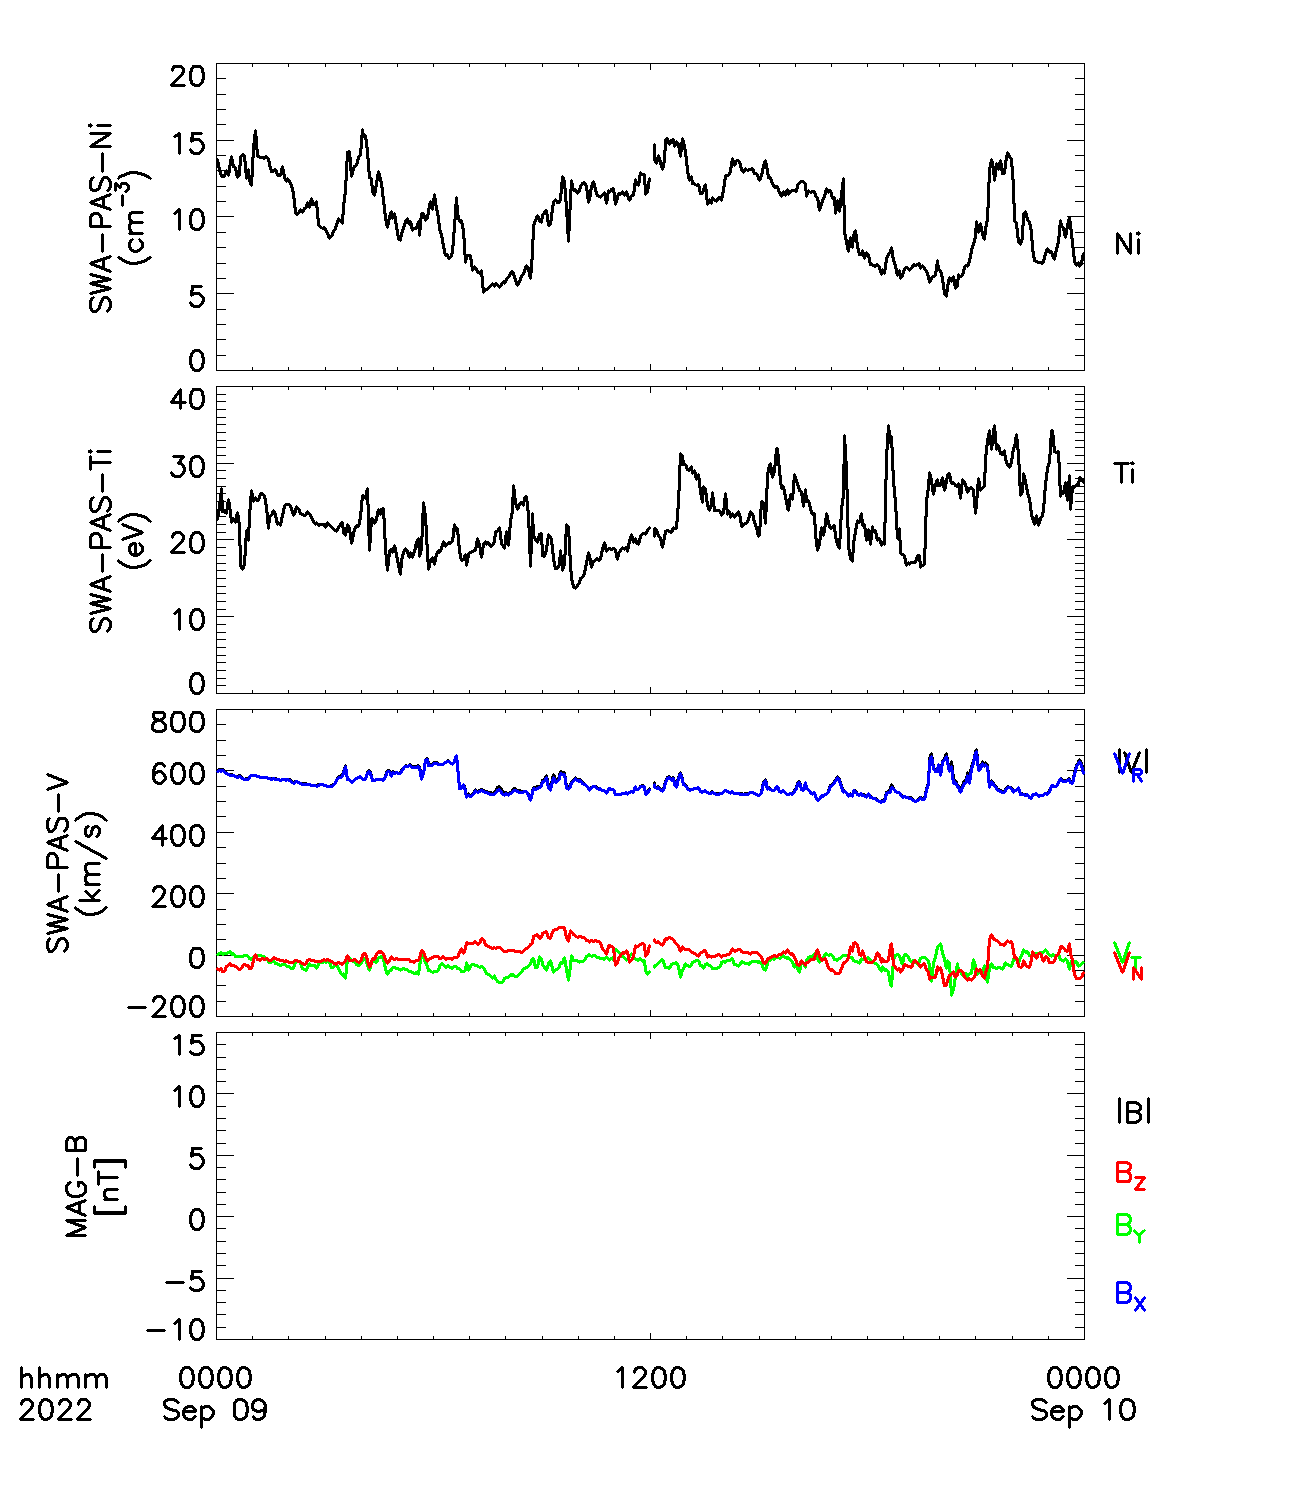 20
15
10
5
0
SWA-PAS-Ni
(cm⁻³)
Ni
40
30
20
10
0
SWA-PAS-Ti
(eV)
Ti
800
600
400
200
0
-200
SWA-PAS-V
(km/s)
|V|
V_R
V_T
V_N
15
10
5
0
-5
-10
MAG-B
[nT]
|B|
B_Z
B_Y
B_X
hhmm 0000 1200 0000
2022 Sep 09 Sep 10